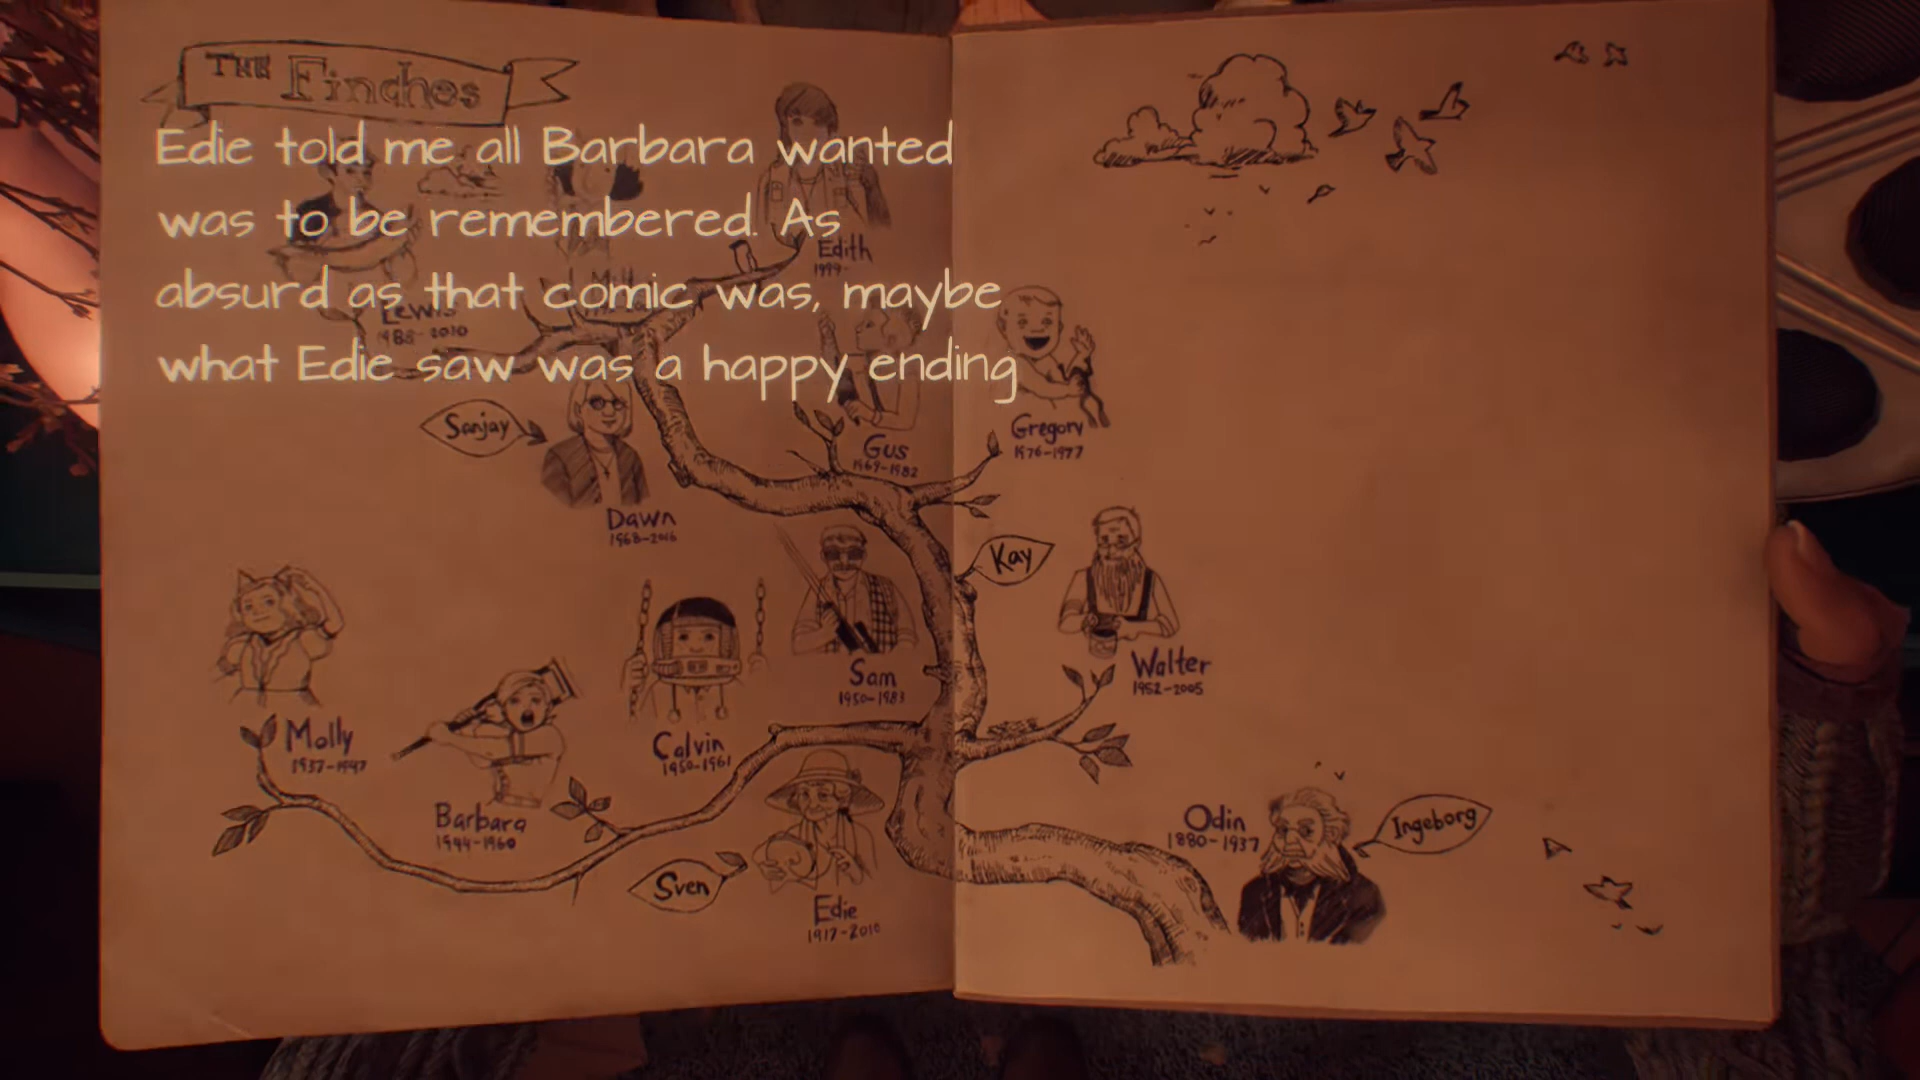 THE Finches
Edie told me all Barbara wanted
was to be remembered. As
absurd as that comic was, maybe
what Edie saw was a happy ending
Edith
1999-
Lewis
1988-2010
Sanjay
Dawn
1968-2016
Gus
1969-1982
Gregory
1976-1977
Kay
Sam
1950-1983
Walter
1952-2005
Molly
1937-1947
Barbara
1944-1960
Calvin
1950-1961
Sven
Edie
1917-2010
Odin
1880-1937
Ingeborg